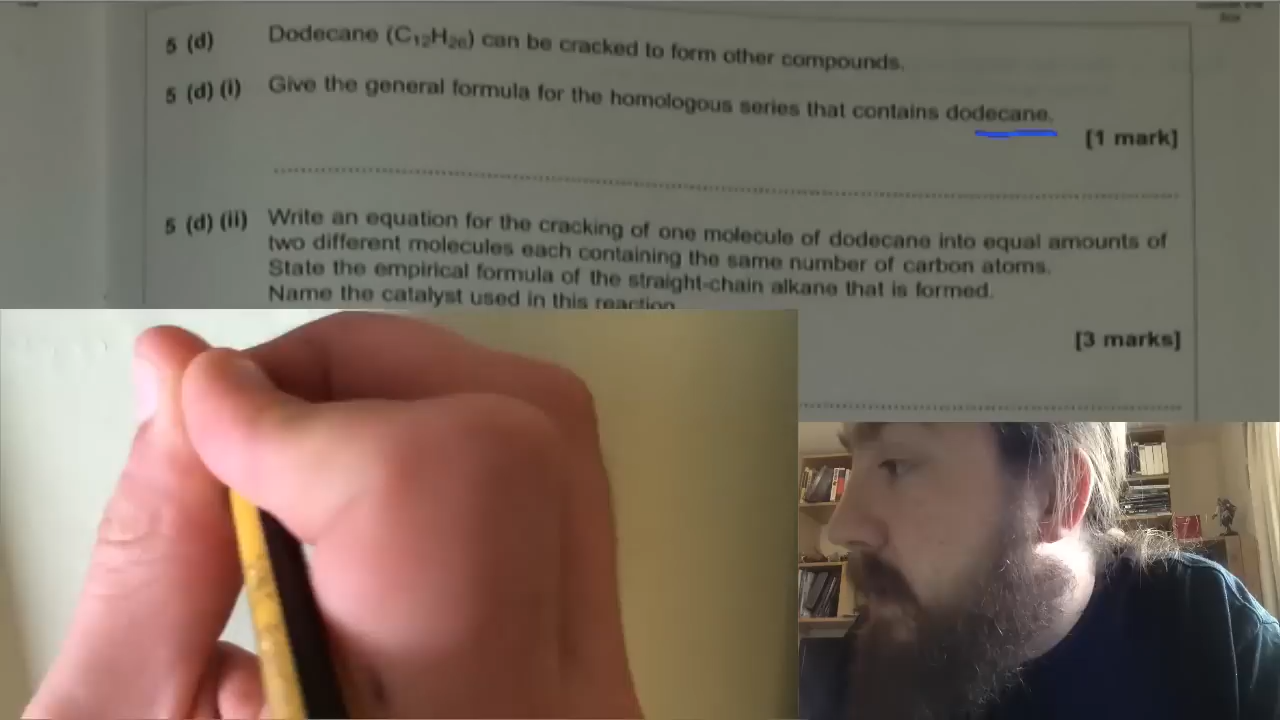 5 (d) Dodecane (C₁₂H₂₆) can be cracked to form other compounds.
5 (d) (i) Give the general formula for the homologous series that contains dodecane.
[1 mark]
5 (d) (ii) Write an equation for the cracking of one molecule of dodecane into equal amounts of
two different molecules each containing the same number of carbon atoms.
State the empirical formula of the straight-chain alkane that is formed.
Name the catalyst used in this reaction
[3 marks]